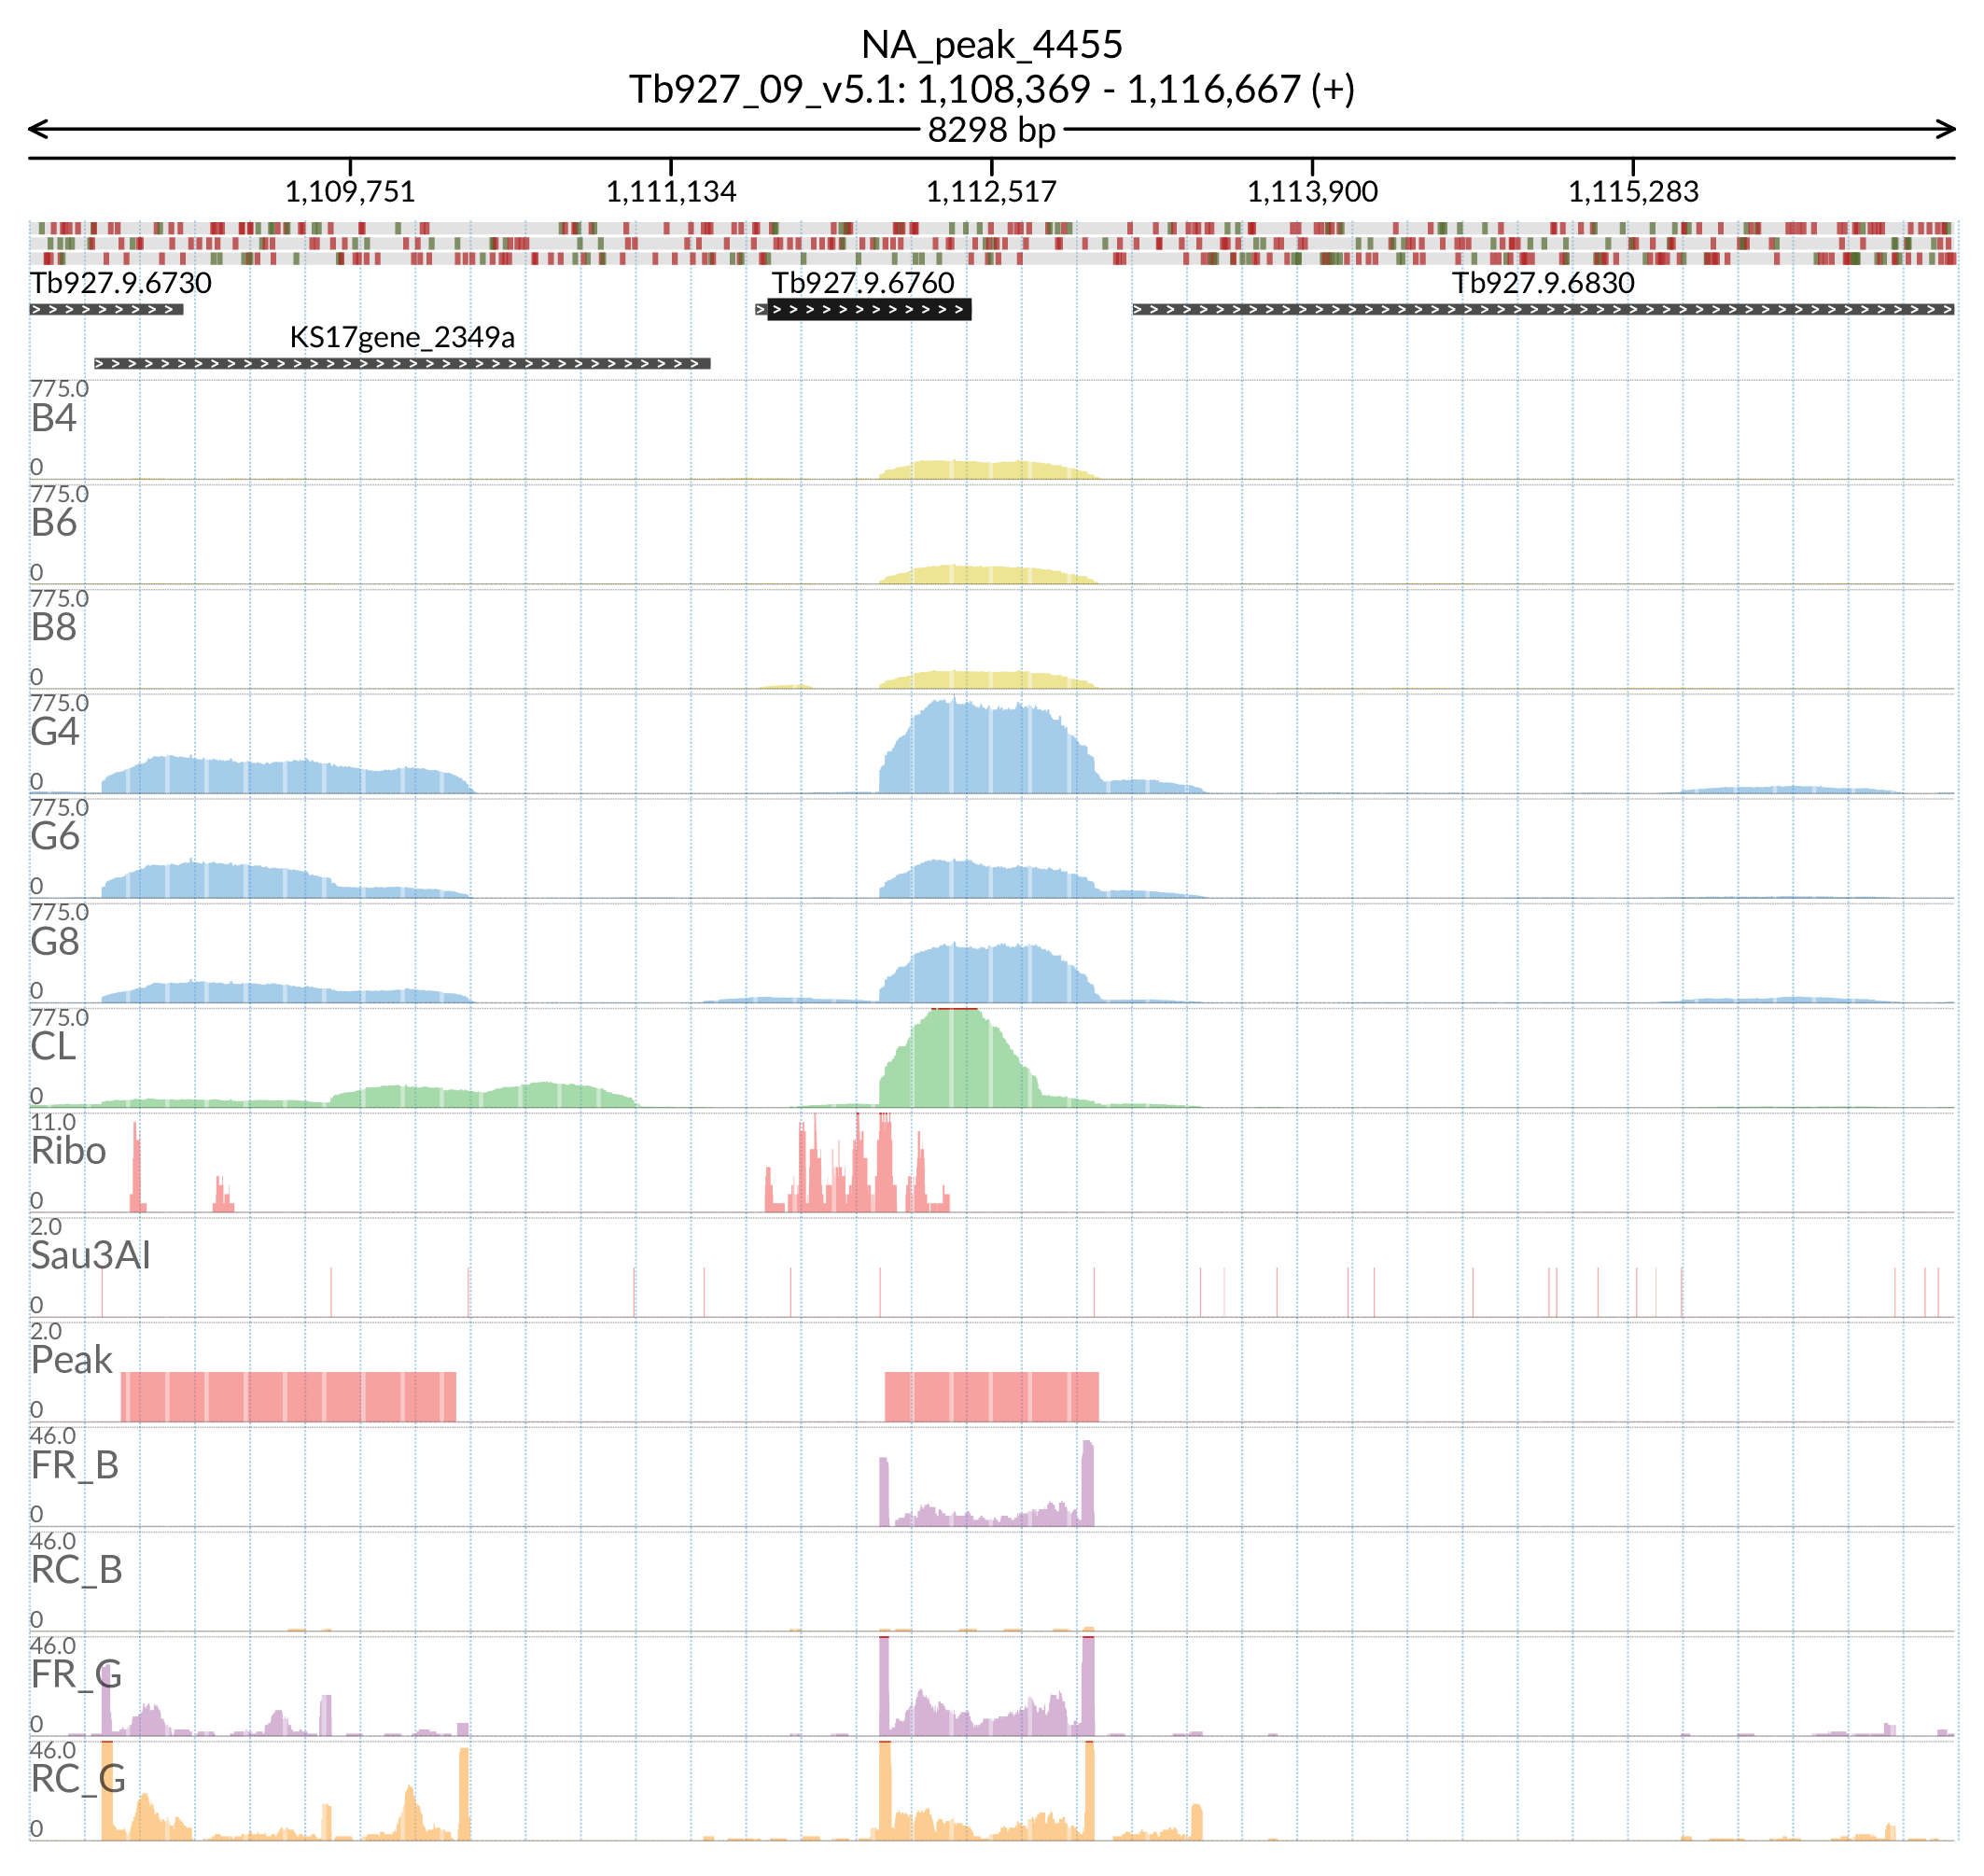 NA_peak_4455
Tb927_09_v5.1: 1,108,369 - 1,116,667 (+)
8298 bp
1,109,751 1,111,134 1,112,517 1,113,900 1,115,283
Tb927.9.6730 Tb927.9.6760 Tb927.9.6830
KS17gene_2349a
775.0
B4
0
775.0
B6
0
775.0
B8
0
775.0
G4
0
775.0
G6
0
775.0
G8
0
775.0
CL
0
11.0
Ribo
0
2.0
Sau3AI
0
2.0
Peak
0
46.0
FR_B
0
46.0
RC_B
0
46.0
FR_G
0
46.0
RC_G
0